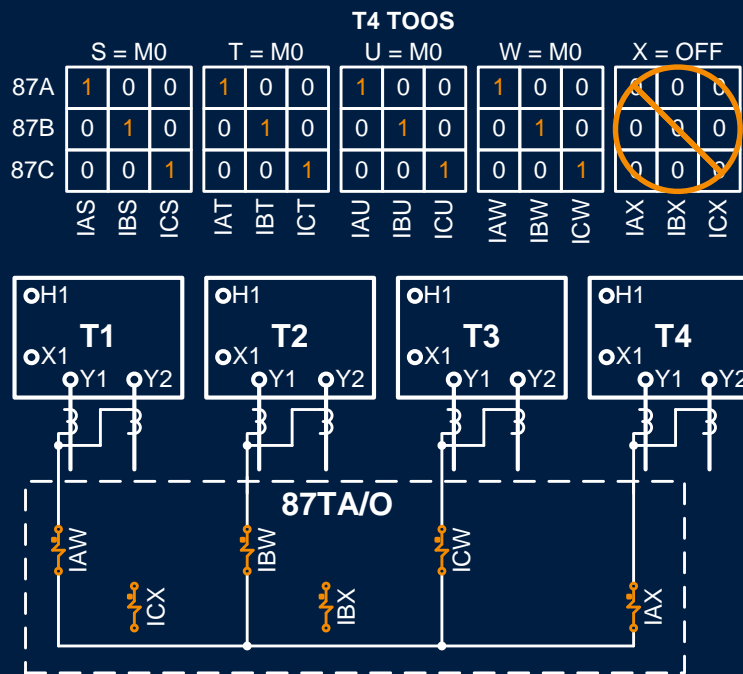 T4 TOOS
S = M0 T = M0 U = M0 W = M0 X = OFF
87A 1 0 0 1 0 0 1 0 0 1 0 0 0 0 0
87B 0 1 0 0 1 0 0 1 0 0 1 0 0 0 0
87C 0 0 1 0 0 1 0 0 1 0 0 1 0 0 0
IAS IBS ICS IAT IBT ICT IAU IBU ICU IAW IBW ICW IAX IBX ICX
H1 H1 H1 H1
T1 T2 T3 T4
X1 X1 X1 X1
Y1 Y2 Y1 Y2 Y1 Y2 Y1 Y2
87TA/O
IAW IBW ICW
ICX IBX IAX